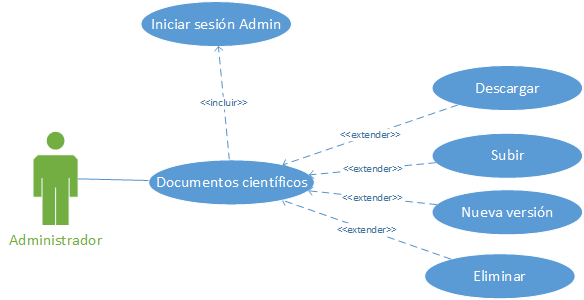 Iniciar sesión Admin
<<incluir>>
Descargar
<<extender>>
Subir
<<extender>>
Documentos científicos
<<extender>>
Nueva versión
<<extender>>
Administrador
Eliminar